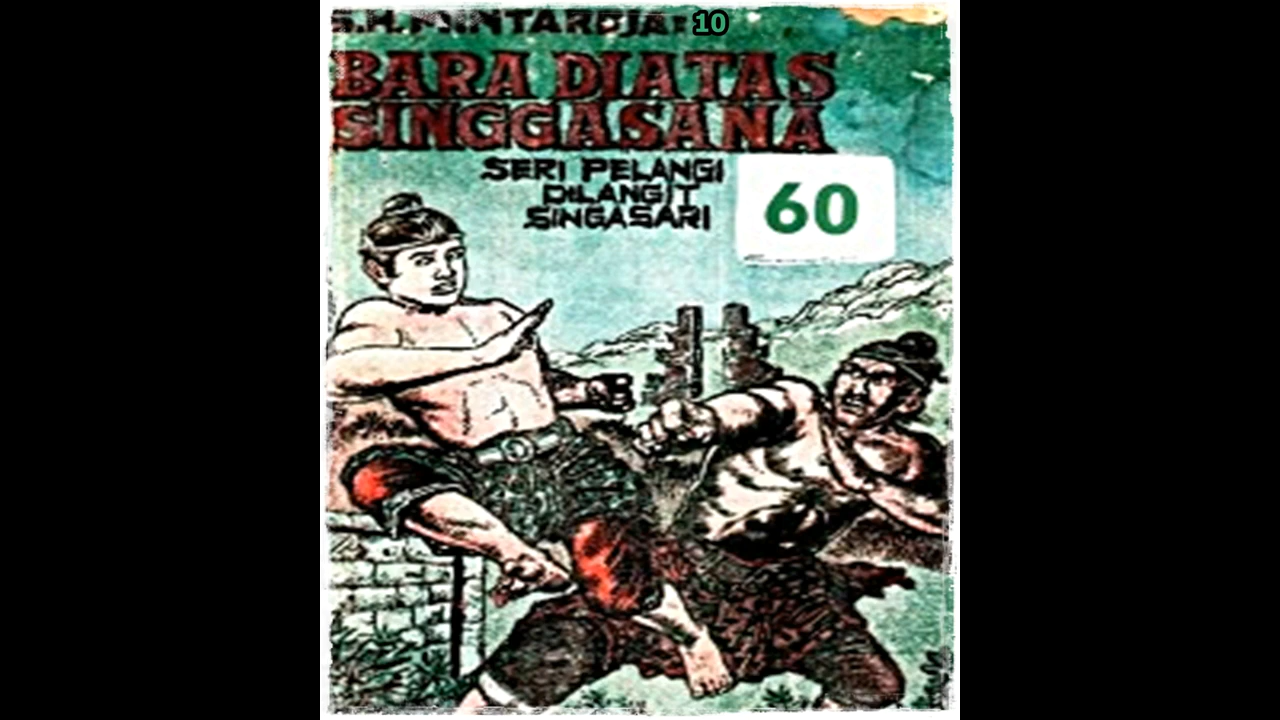 S.H. MINTARDJA: 10
BARA DIATAS
SINGGASANA
SERI PELANGI
DILANGIT
SINGASARI
60